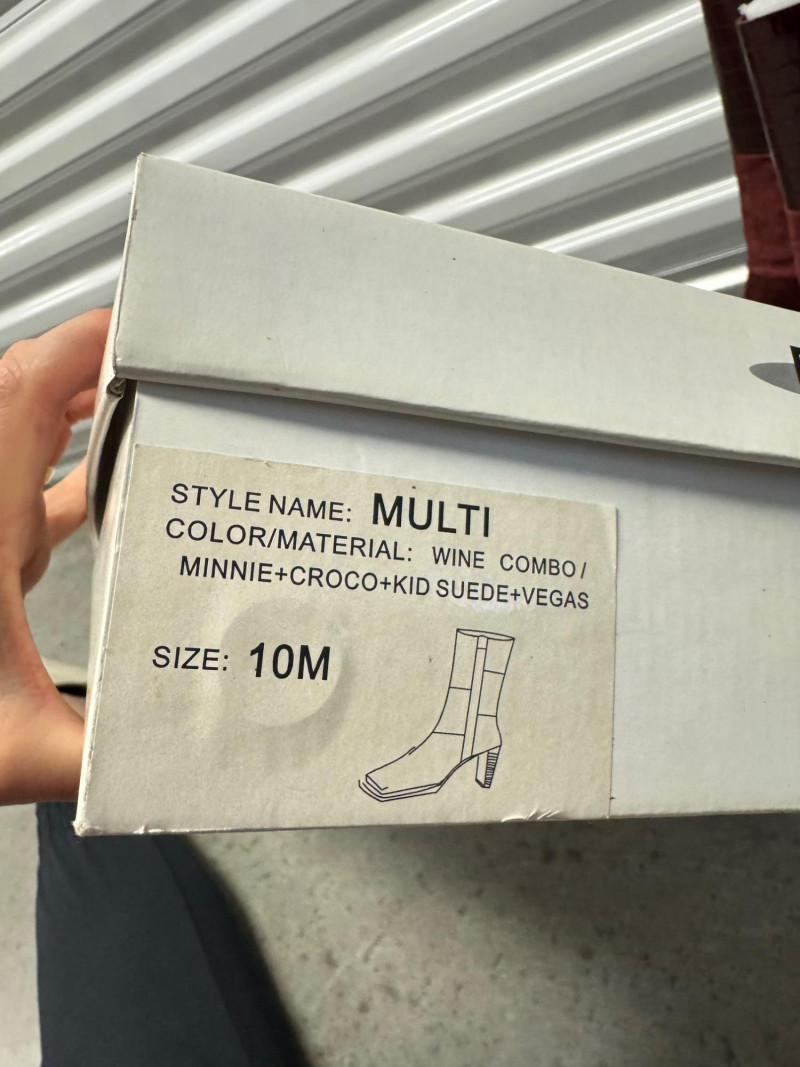 STYLE NAME: MULTI
COLOR/MATERIAL: WINE COMBO/
MINNIE+CROCO+KID SUEDE+VEGAS
SIZE: 10M